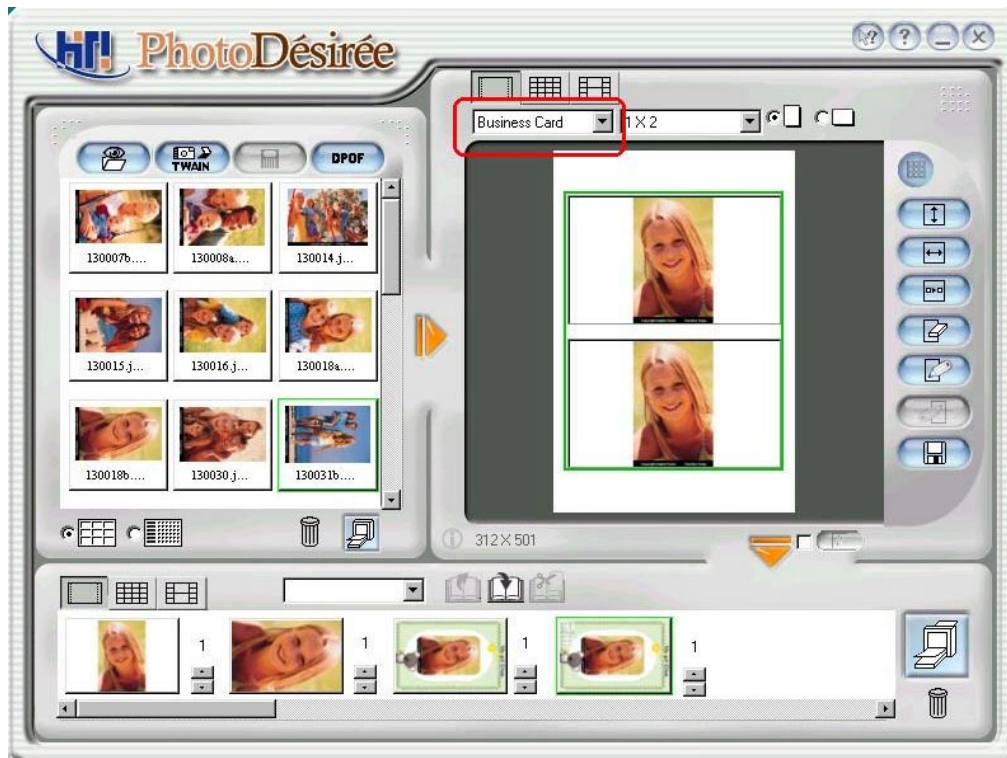 HiTi PhotoDésirée
Business Card
1 X 2
TWAIN
DPOF
130007b....
130008a....
130014.j...
130015.j...
130016.j...
130018a....
130018b....
130030.j...
130031b....
312×501
1
1
1
1